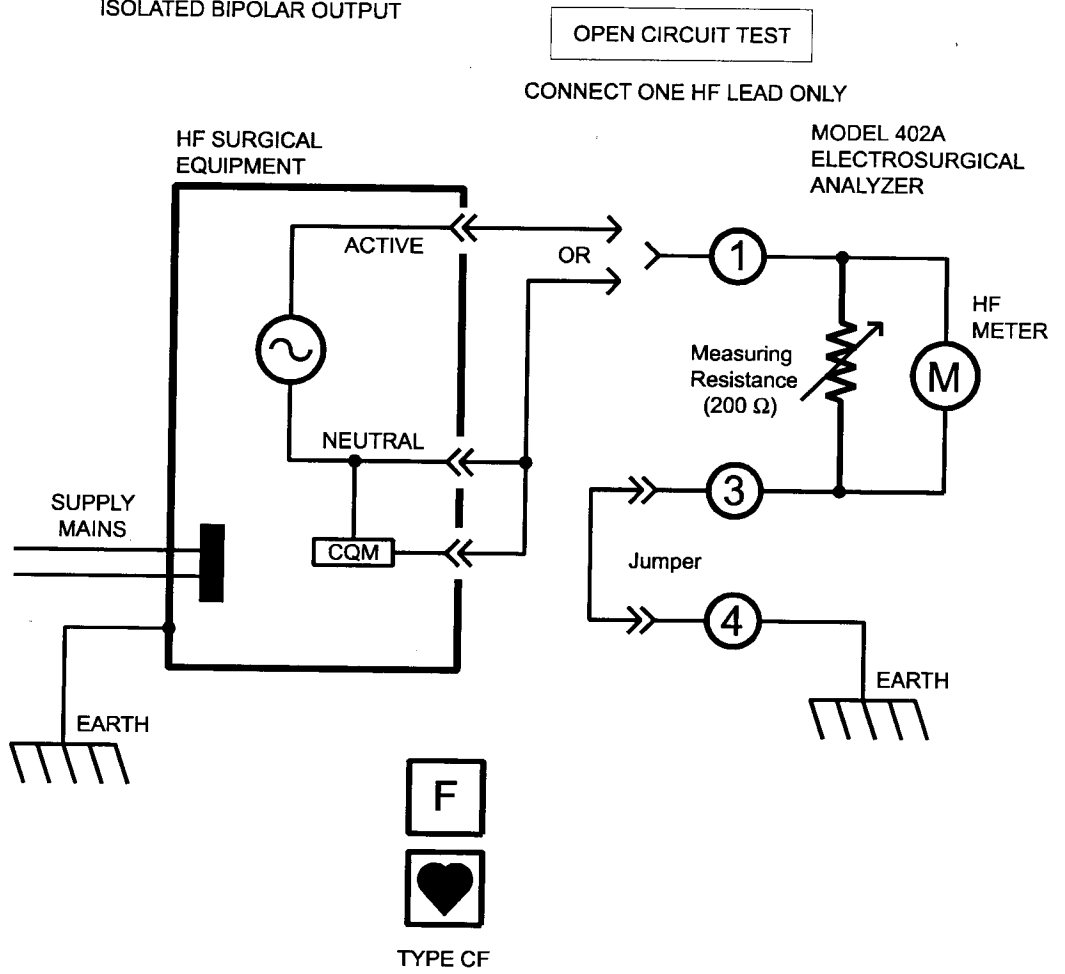 ISOLATED BIPOLAR OUTPUT
OPEN CIRCUIT TEST
CONNECT ONE HF LEAD ONLY
HF SURGICAL
EQUIPMENT
MODEL 402A
ELECTROSURGICAL
ANALYZER
ACTIVE
OR
1
HF
METER
Measuring
Resistance
(200 Ω)
M
NEUTRAL
3
SUPPLY
MAINS
CQM
Jumper
4
EARTH
EARTH
F
TYPE CF